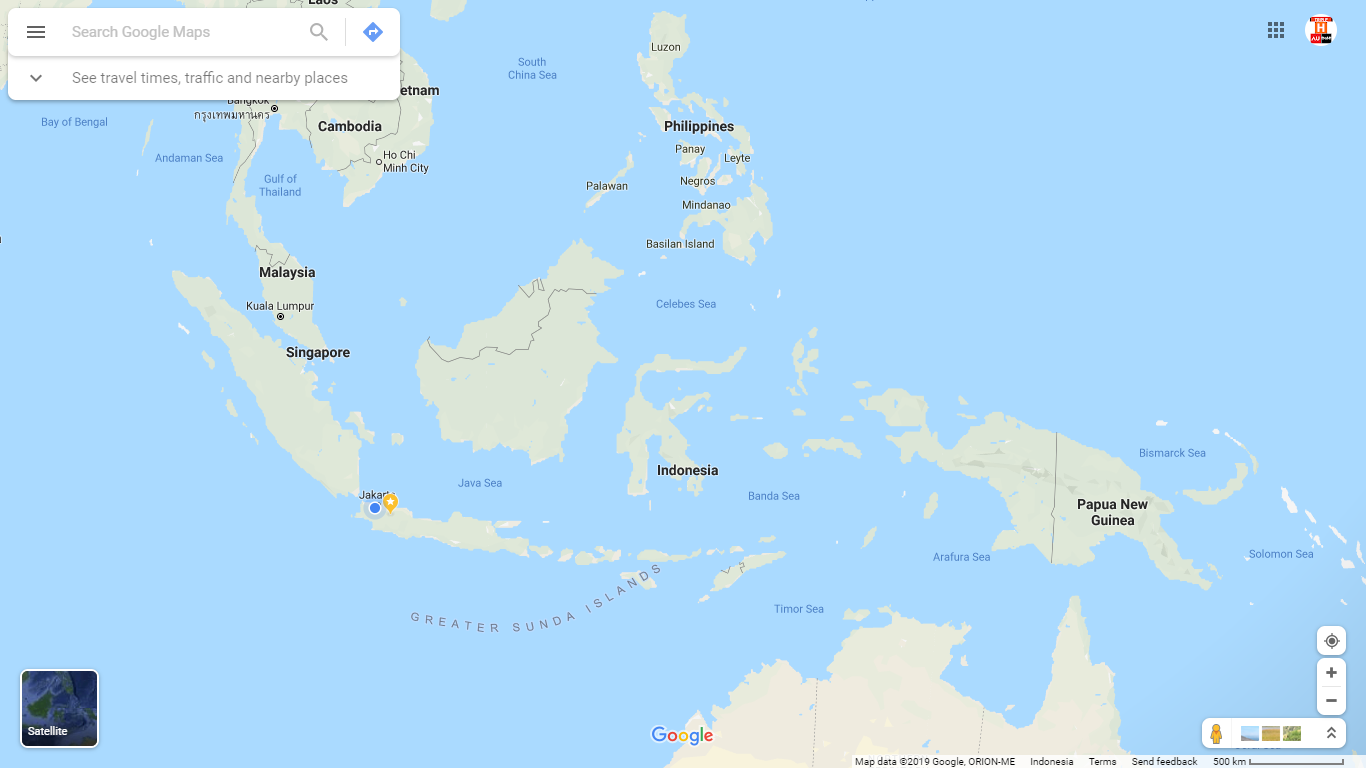 Laos
Search Google Maps
See travel times, traffic and nearby places
Luzon
South
China Sea
etnam
Bangkok
กรุงเทพมหานคร
Bay of Bengal
Cambodia
Philippines
Andaman Sea
Ho Chi
Minh City
Panay
Leyte
Gulf of
Thailand
Palawan
Negros
Mindanao
Basilan Island
Malaysia
Kuala Lumpur
Celebes Sea
Singapore
Indonesia
Bismarck Sea
Java Sea
Banda Sea
Jakarta
Papua New
Guinea
Arafura Sea
Solomon Sea
GREATER SUNDA ISLANDS
Timor Sea
Satellite
Google
Map data ©2019 Google, ORION-ME Indonesia Terms Send feedback 500 km